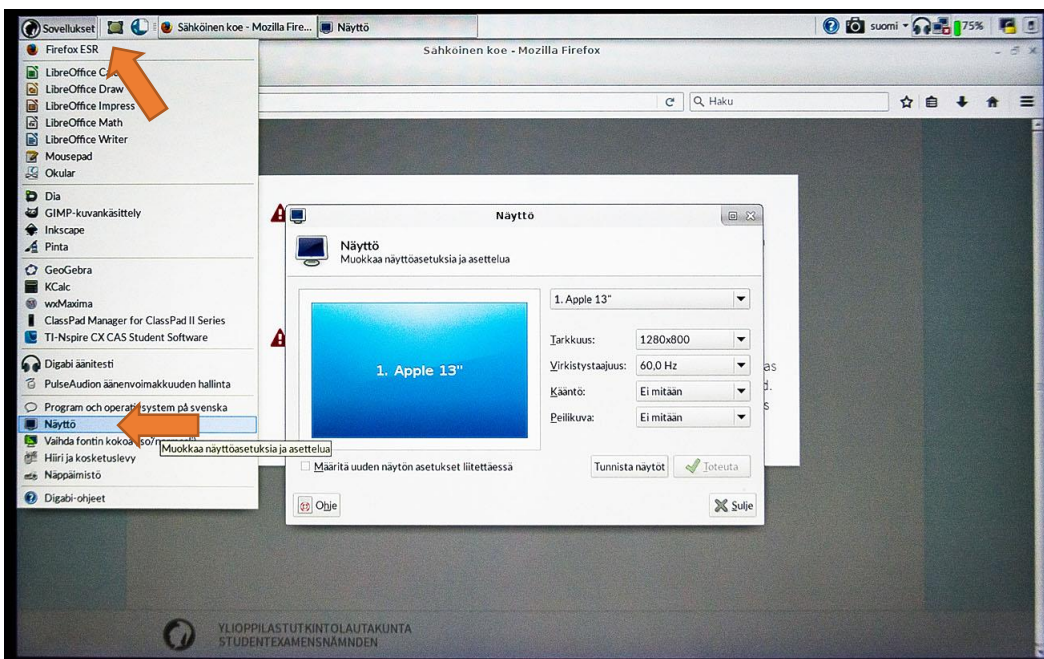 Sovellukset
Sähköinen koe - Mozilla Fire...
Näyttö
suomi
75%
Firefox ESR
Sähköinen koe - Mozilla Firefox
LibreOffice
LibreOffice Draw
LibreOffice Impress
LibreOffice Math
LibreOffice Writer
Mousepad
Okular
Haku
Dia
GIMP-kuvankäsittely
Inkscape
Pinta
GeoGebra
KCalc
wxMaxima
ClassPad Manager for ClassPad II Series
TI-Nspire CX CAS Student Software
Digabi äänitesti
PulseAudion äänenvoimakkuuden hallinta
Program och operativsystem på svenska
Näyttö
Vaihda fontin kokoa
Muokkaa näyttöasetuksia ja asettelua
Hiiri ja kosketuslevy
Näppäimistö
Digabi-ohjeet
Näyttö
Näyttö
Muokkaa näyttöasetuksia ja asettelua
1. Apple 13"
1. Apple 13"
Tarkkuus: 1280x800
Virkistystaajuus: 60,0 Hz
Kääntö: Ei mitään
Peilikuva: Ei mitään
Määritä uuden näytön asetukset liitettäessä
Tunnista näytöt
Toteuta
Ohje
Sulje
YLIOPPILASTUTKINTOLAUTAKUNTA
STUDENTEXAMENSNÄMNDEN